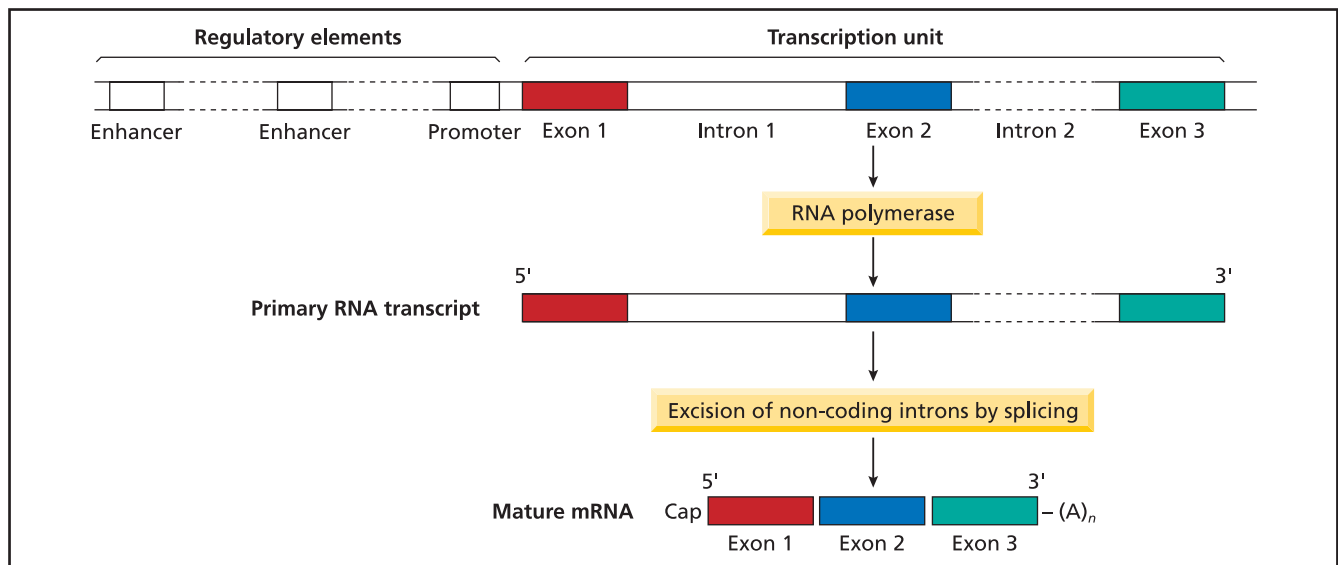 Regulatory elements
Transcription unit
Enhancer
Enhancer
Promoter
Exon 1
Intron 1
Exon 2
Intron 2
Exon 3
RNA polymerase
5'
3'
Primary RNA transcript
Excision of non-coding introns by splicing
5'
3'
Mature mRNA
Cap
– (A)n
Exon 1
Exon 2
Exon 3